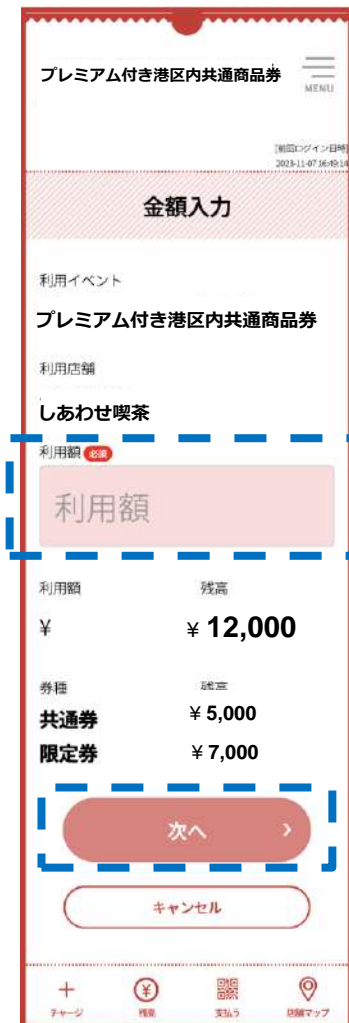 プレミアム付き港区内共通商品券
MENU
[前回ログイン日時]
2023-11-07 16:49:14
金額入力
利用イベント
プレミアム付き港区内共通商品券
利用店舗
しあわせ喫茶
利用額 必須
利用額
利用額 残高
¥ ¥ 12,000
券種 残高
共通券 ¥ 5,000
限定券 ¥ 7,000
次へ
キャンセル
チャージ 残高 支払う 店舗マップ